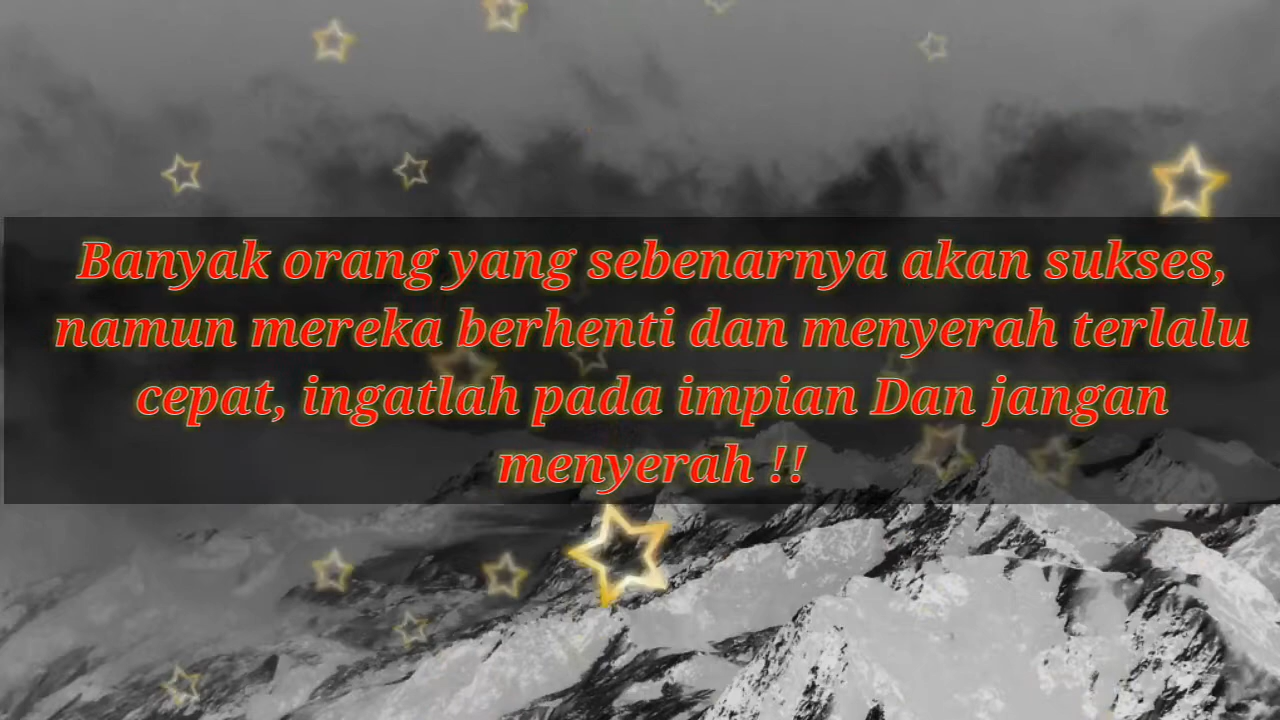 Banyak orang yang sebenarnya akan sukses,
namun mereka berhenti dan menyerah terlalu
cepat, ingatlah pada impian Dan jangan
menyerah !!